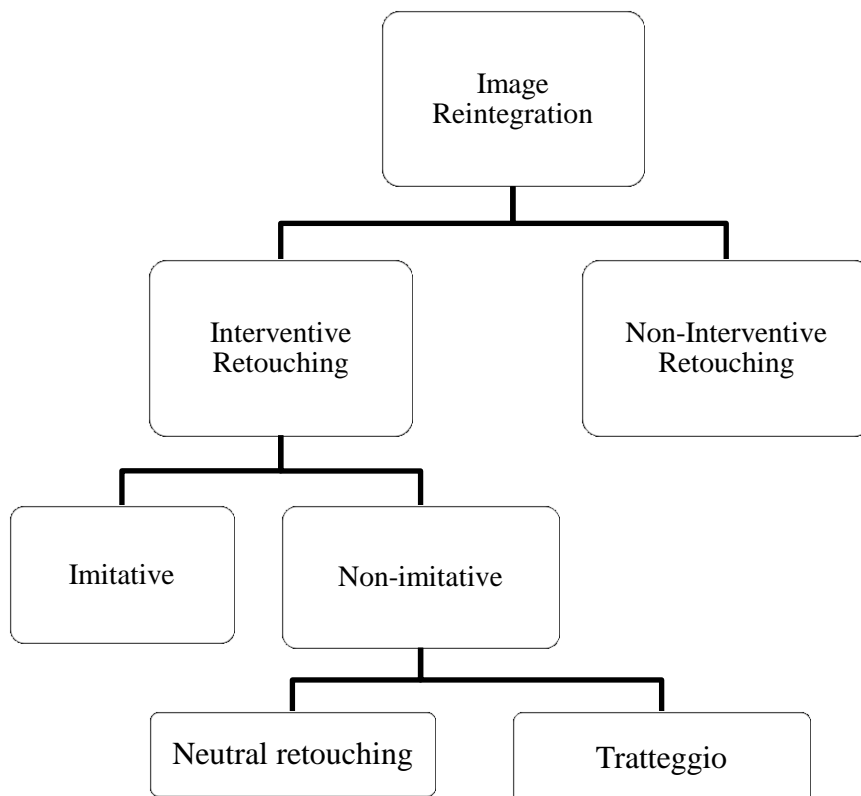 Image
Reintegration
Interventive
Retouching
Non-Interventive
Retouching
Imitative
Non-imitative
Neutral retouching
Tratteggio